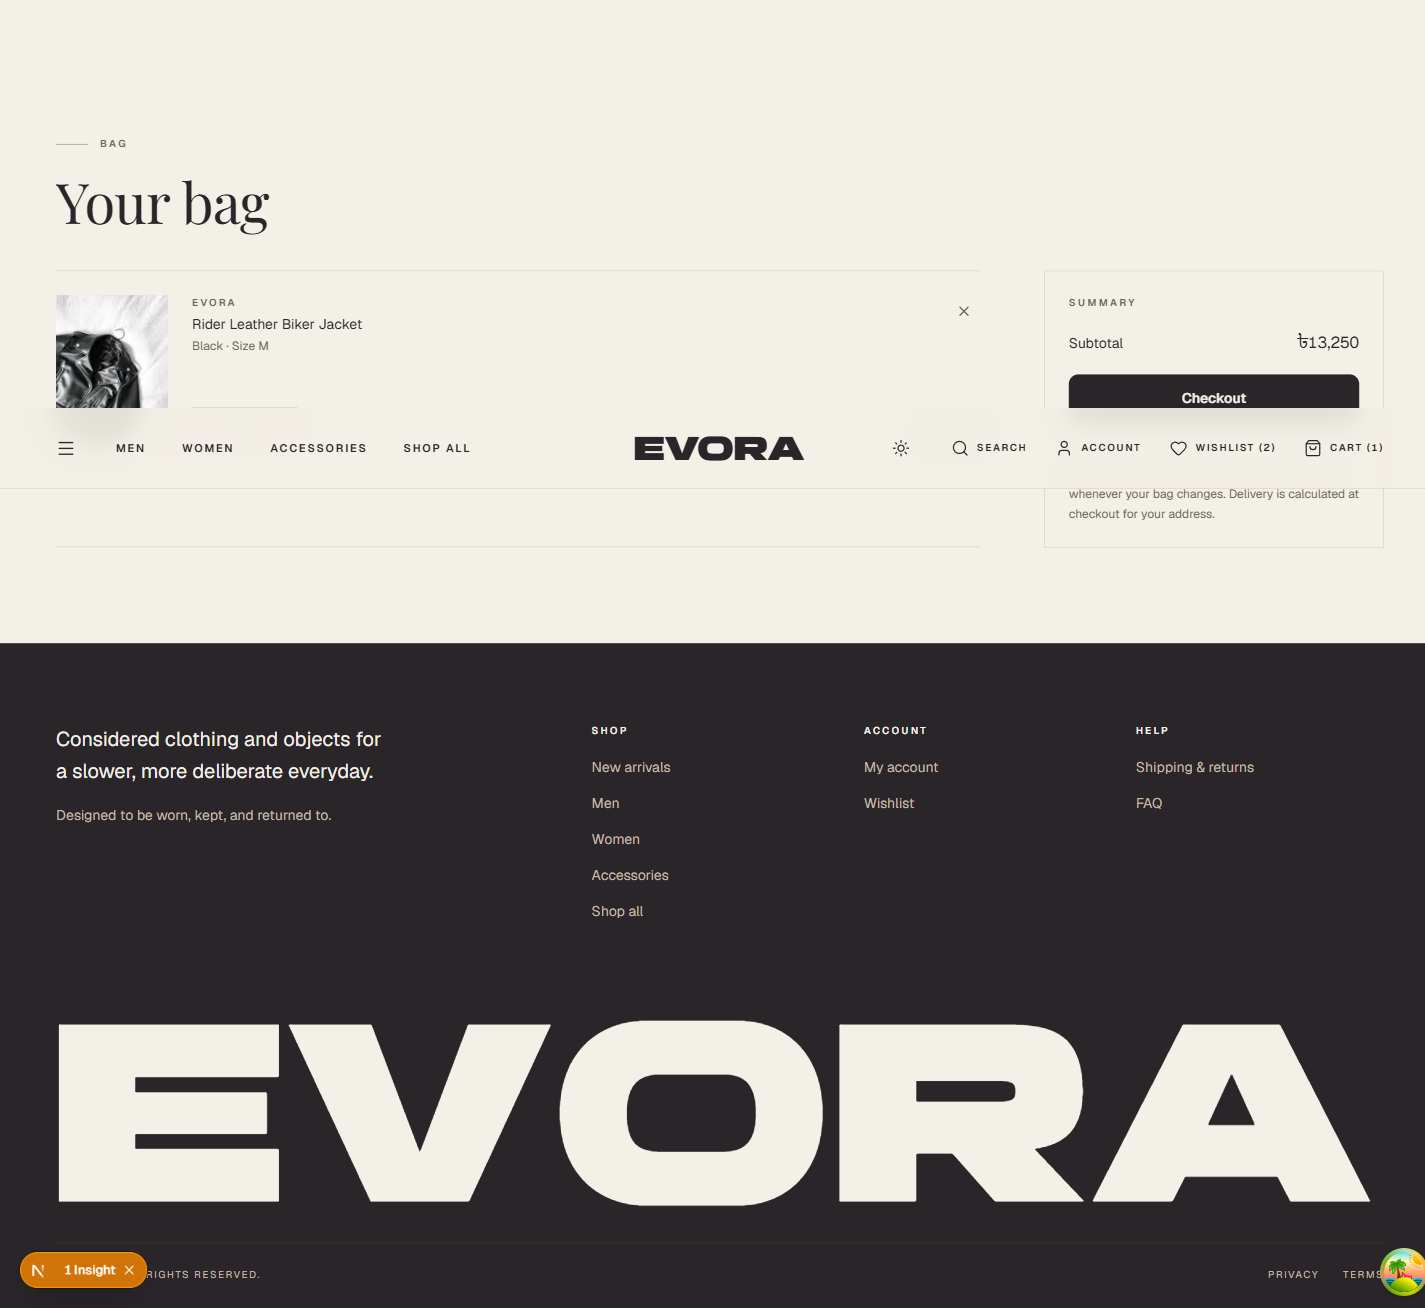 BAG
Your bag
EVORA
Rider Leather Biker Jacket
Black · Size M
SUMMARY
Subtotal
৳13,250
Checkout
MEN
WOMEN
ACCESSORIES
SHOP ALL
EVORA
SEARCH
ACCOUNT
WISHLIST (2)
CART (1)
whenever your bag changes. Delivery is calculated at
checkout for your address.
Considered clothing and objects for
a slower, more deliberate everyday.
Designed to be worn, kept, and returned to.
SHOP
New arrivals
Men
Women
Accessories
Shop all
ACCOUNT
My account
Wishlist
HELP
Shipping & returns
FAQ
EVORA
N
1 Insight
RIGHTS RESERVED.
PRIVACY
TERMS